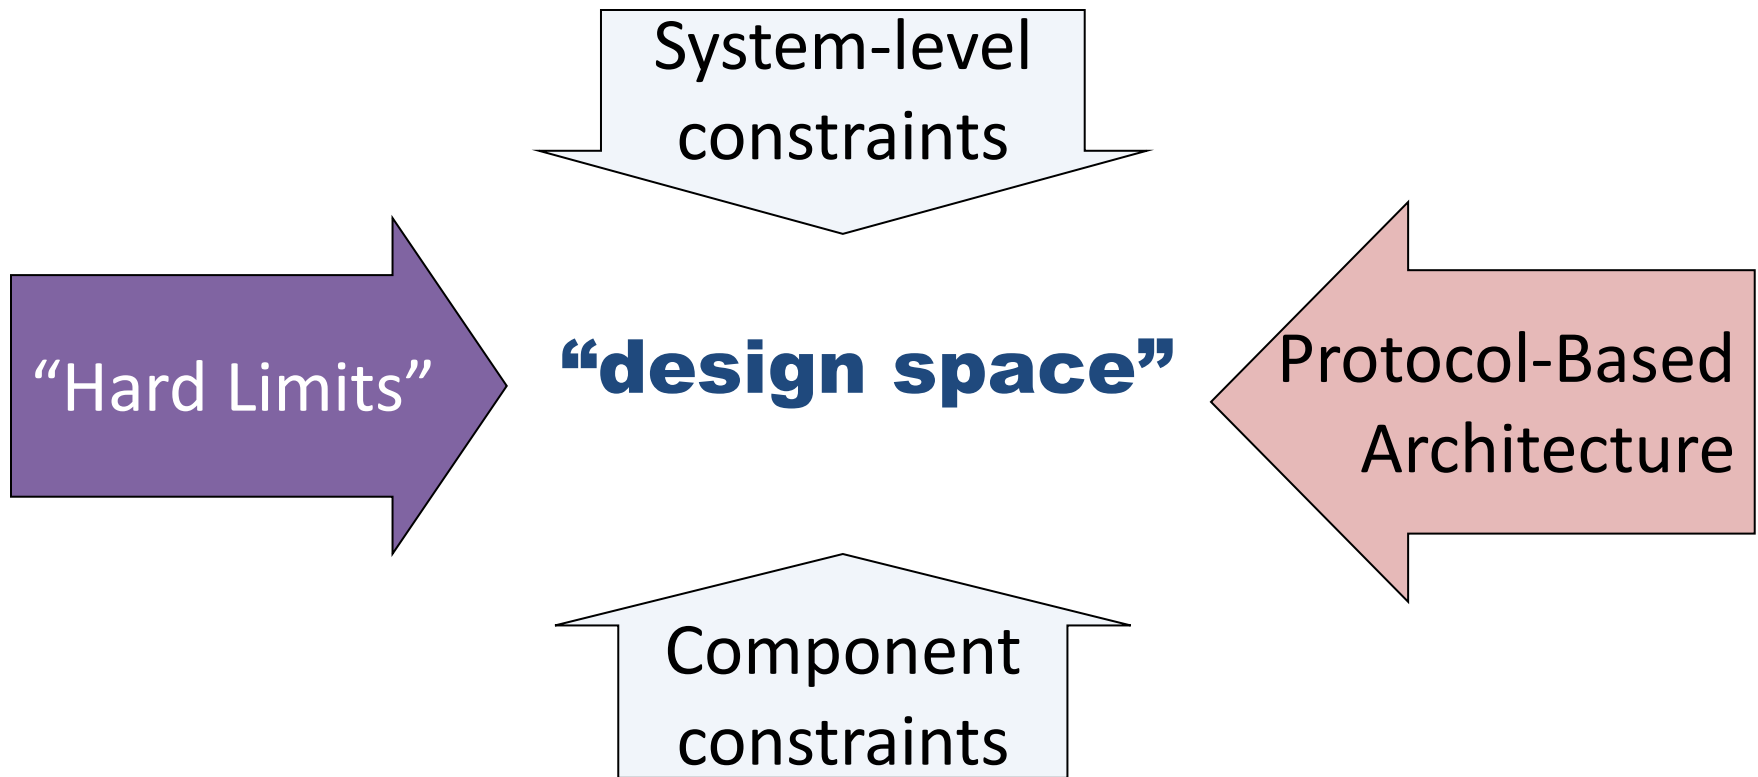 System-level
constraints
“Hard Limits”
“design space”
Protocol-Based
Architecture
Component
constraints